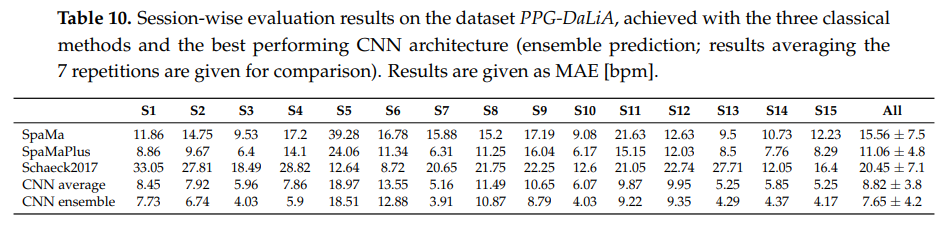 Table 10. Session-wise evaluation results on the dataset PPG-DaLiA, achieved with the three classical
methods and the best performing CNN architecture (ensemble prediction; results averaging the
7 repetitions are given for comparison). Results are given as MAE [bpm].
S1 S2 S3 S4 S5 S6 S7 S8 S9 S10 S11 S12 S13 S14 S15 All
SpaMa 11.86 14.75 9.53 17.2 39.28 16.78 15.88 15.2 17.19 9.08 21.63 12.63 9.5 10.73 12.23 15.56 ± 7.5
SpaMaPlus 8.86 9.67 6.4 14.1 24.06 11.34 6.31 11.25 16.04 6.17 15.15 12.03 8.5 7.76 8.29 11.06 ± 4.8
Schaeck2017 33.05 27.81 18.49 28.82 12.64 8.72 20.65 21.75 22.25 12.6 21.05 22.74 27.71 12.05 16.4 20.45 ± 7.1
CNN average 8.45 7.92 5.96 7.86 18.97 13.55 5.16 11.49 10.65 6.07 9.87 9.95 5.25 5.85 5.25 8.82 ± 3.8
CNN ensemble 7.73 6.74 4.03 5.9 18.51 12.88 3.91 10.87 8.79 4.03 9.22 9.35 4.29 4.37 4.17 7.65 ± 4.2